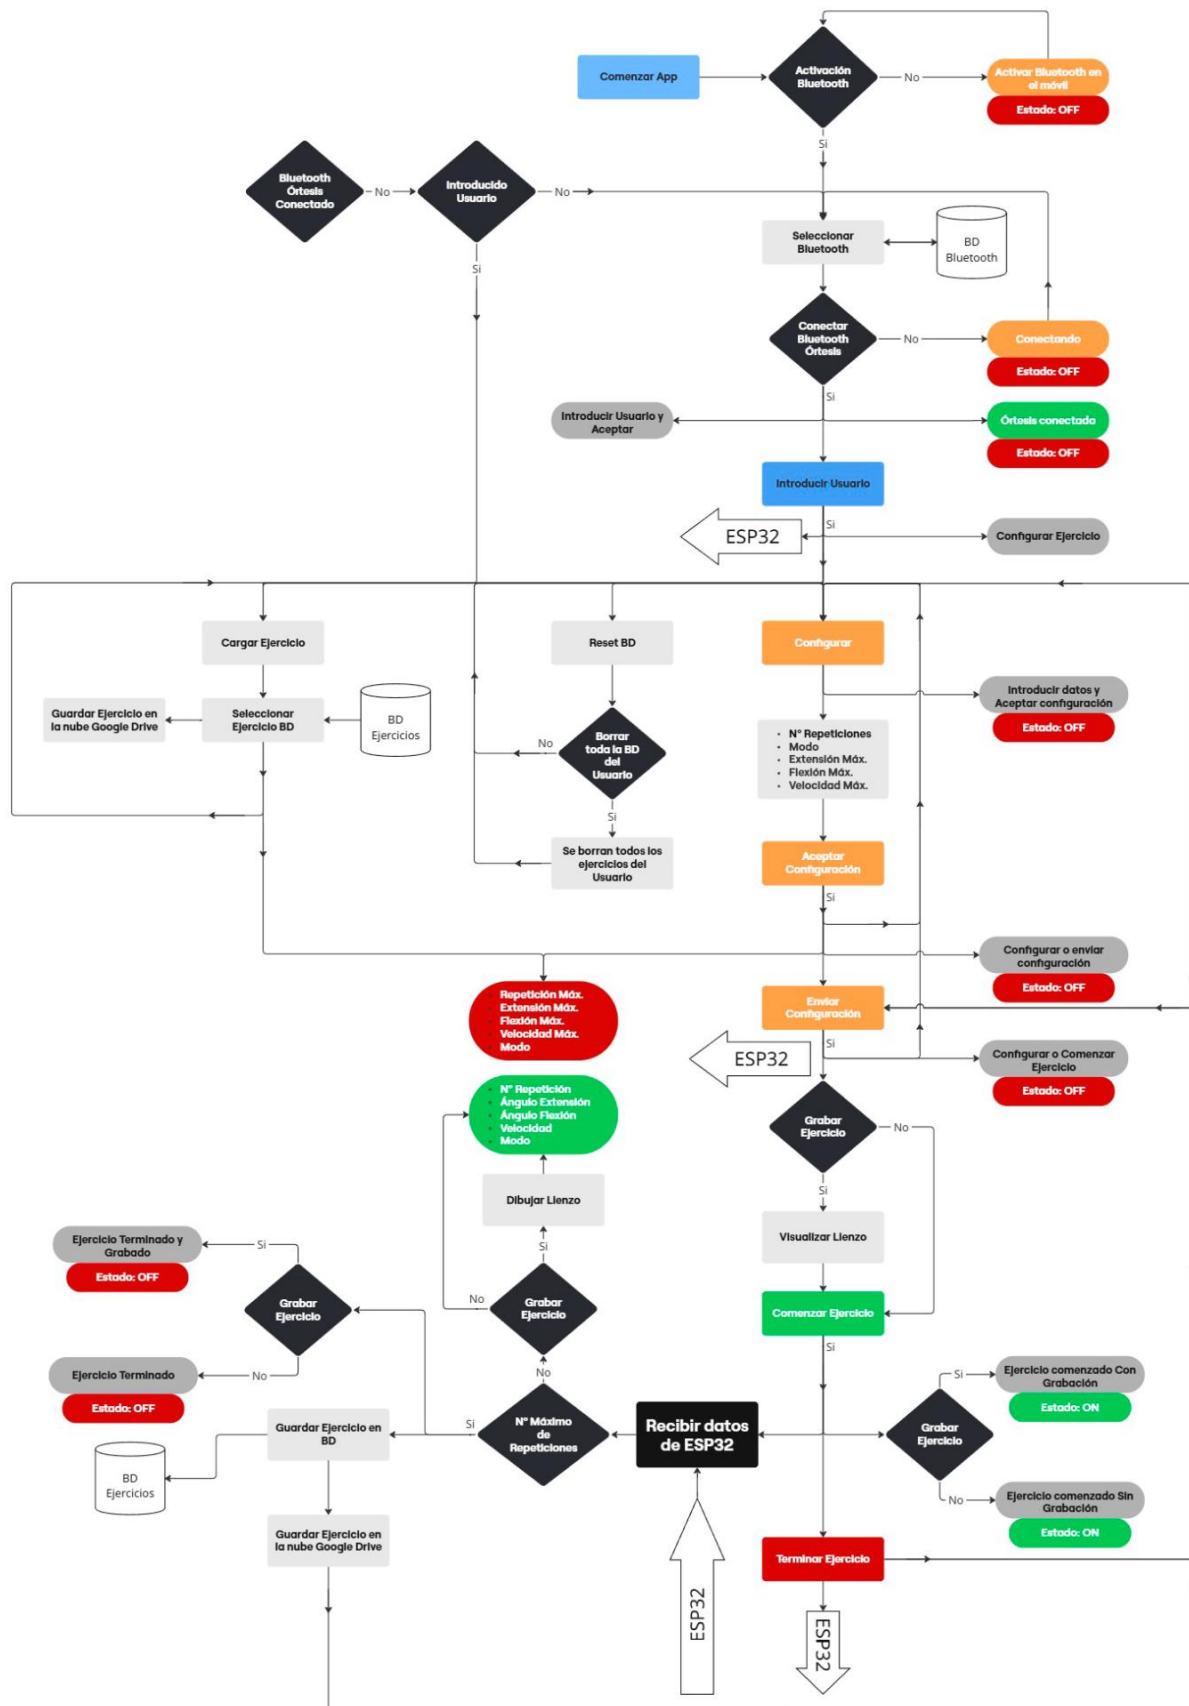 Comenzar App
Activación
Bluetooth
No
Activar Bluetooth en
el móvil
Estado: OFF
Si
Bluetooth
Órtesis
Conectado
No
Introducido
Usuario
No
Si
Seleccionar
Bluetooth
BD
Bluetooth
Conectar
Bluetooth
Órtesis
No
Conectando
Estado: OFF
Si
Introducir Usuario y
Aceptar
Órtesis conectada
Estado: OFF
Introducir Usuario
Si
ESP32
Configurar Ejercicio
Cargar Ejercicio
Reset BD
Configurar
Guardar Ejercicio en
la nube Google Drive
Seleccionar
Ejercicio BD
BD
Ejercicios
No
Borrar
toda la BD
del
Usuario
Si
Se borran todos los
ejercicios del
Usuario
Introducir datos y
Aceptar configuración
Estado: OFF
• Nº Repeticiones
• Modo
• Extensión Máx.
• Flexión Máx.
• Velocidad Máx.
Aceptar
Configuración
Si
Configurar o enviar
configuración
Estado: OFF
• Repetición Máx.
• Extensión Máx.
• Flexión Máx.
• Velocidad Máx.
• Modo
Enviar
Configuración
Si
ESP32
Configurar o Comenzar
Ejercicio
Estado: OFF
• Nº Repetición
• Ángulo Extensión
• Ángulo Flexión
• Velocidad
• Modo
Grabar
Ejercicio
No
Si
Dibujar Lienzo
Visualizar Lienzo
Ejercicio Terminado y
Grabado
Estado: OFF
Si
Grabar
Ejercicio
No
Ejercicio Terminado
Estado: OFF
Si
No
Grabar
Ejercicio
No
Comenzar Ejercicio
Si
Nº Máximo
de
Repeticiones
Si
Recibir datos
de ESP32
Grabar
Ejercicio
Si
Ejercicio comenzado Con
Grabación
Estado: ON
No
Ejercicio comenzado Sin
Grabación
Estado: ON
Guardar Ejercicio en
BD
BD
Ejercicios
Guardar Ejercicio en
la nube Google Drive
Terminar Ejercicio
ESP32
ESP32